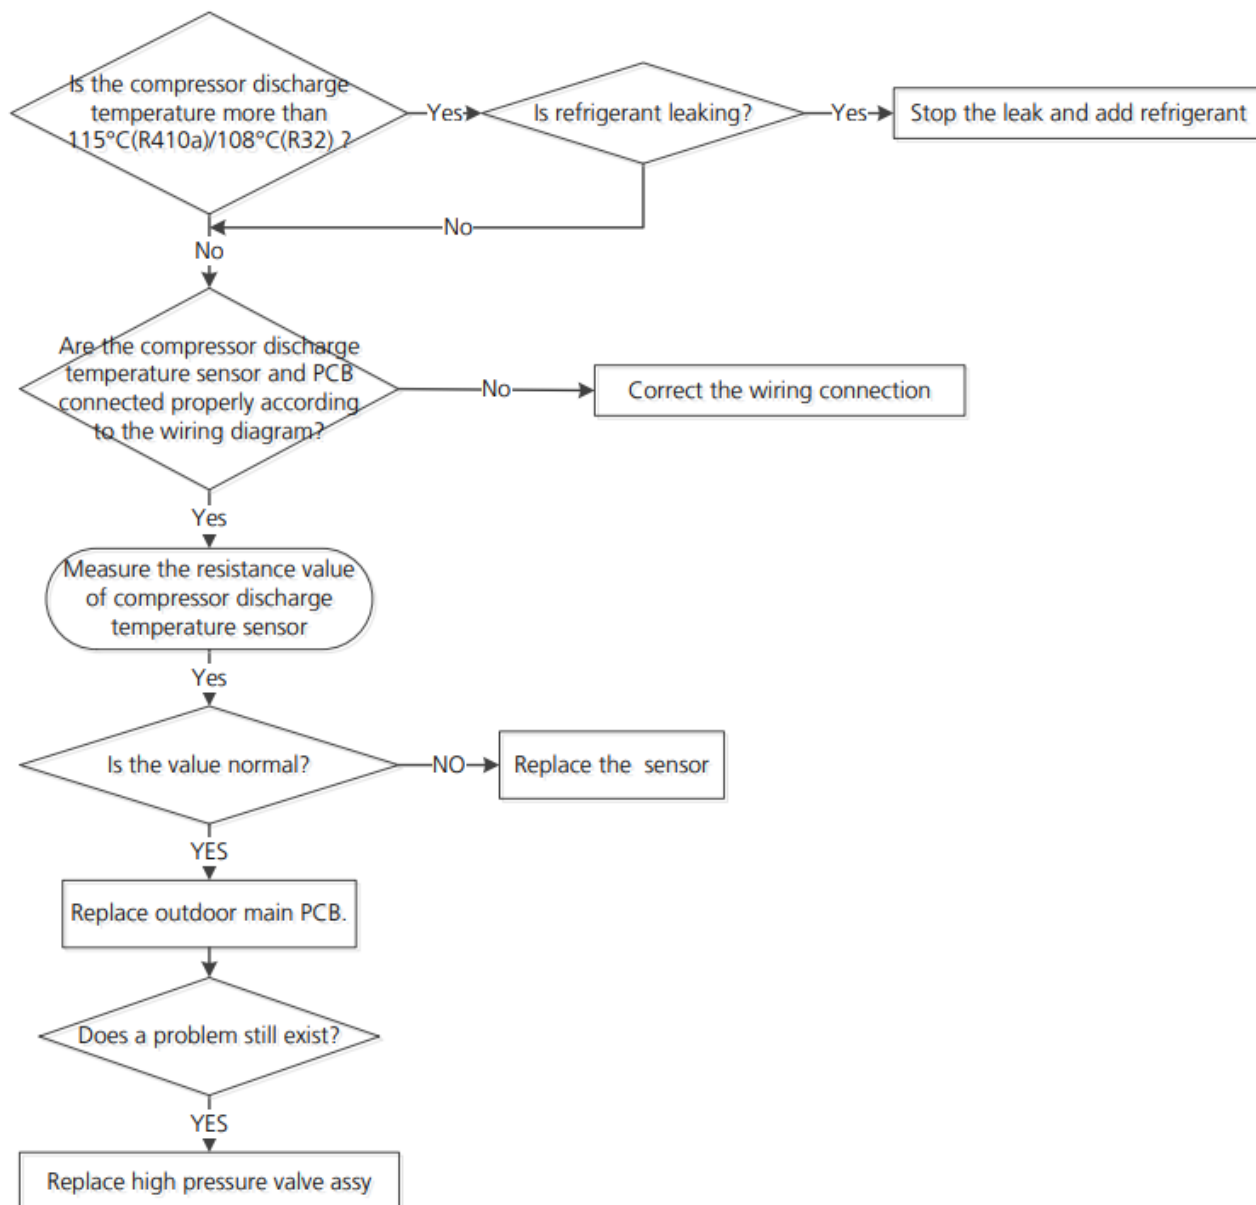 Is the compressor discharge
temperature more than
115°C(R410a)/108°C(R32) ?
Yes
Is refrigerant leaking?
Yes
Stop the leak and add refrigerant
No
No
Are the compressor discharge
temperature sensor and PCB
connected properly according
to the wiring diagram?
No
Correct the wiring connection
Yes
Measure the resistance value
of compressor discharge
temperature sensor
Yes
Is the value normal?
NO
Replace the sensor
YES
Replace outdoor main PCB.
Does a problem still exist?
YES
Replace high pressure valve assy